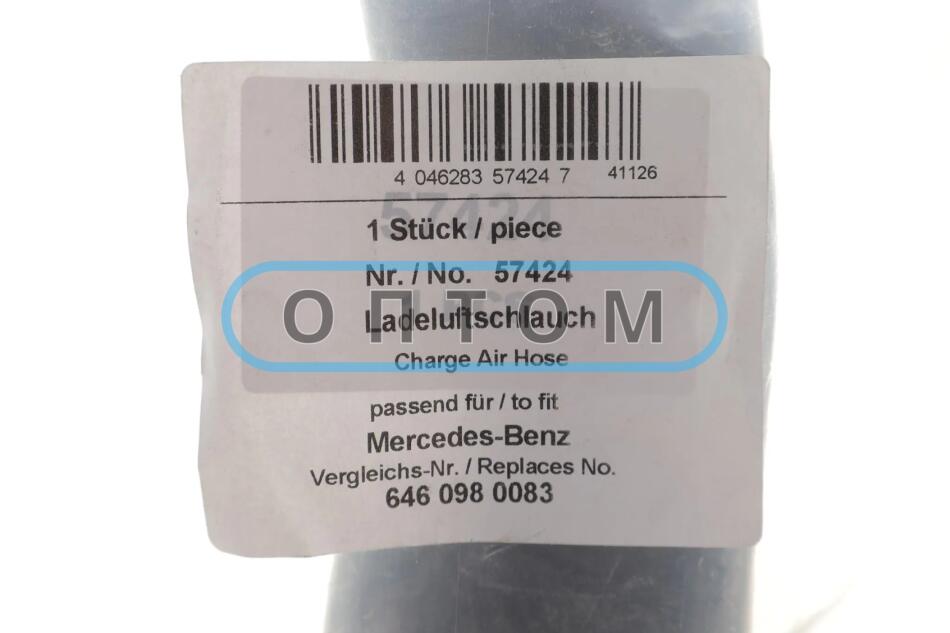 4 046283 57424 7 41126
57424
1 Stück / piece
Nr. / No. 57424
ОПТОМ
Ladeluftschlauch
Charge Air Hose
passend für / to fit
Mercedes-Benz
Vergleichs-Nr. / Replaces No.
646 098 0083